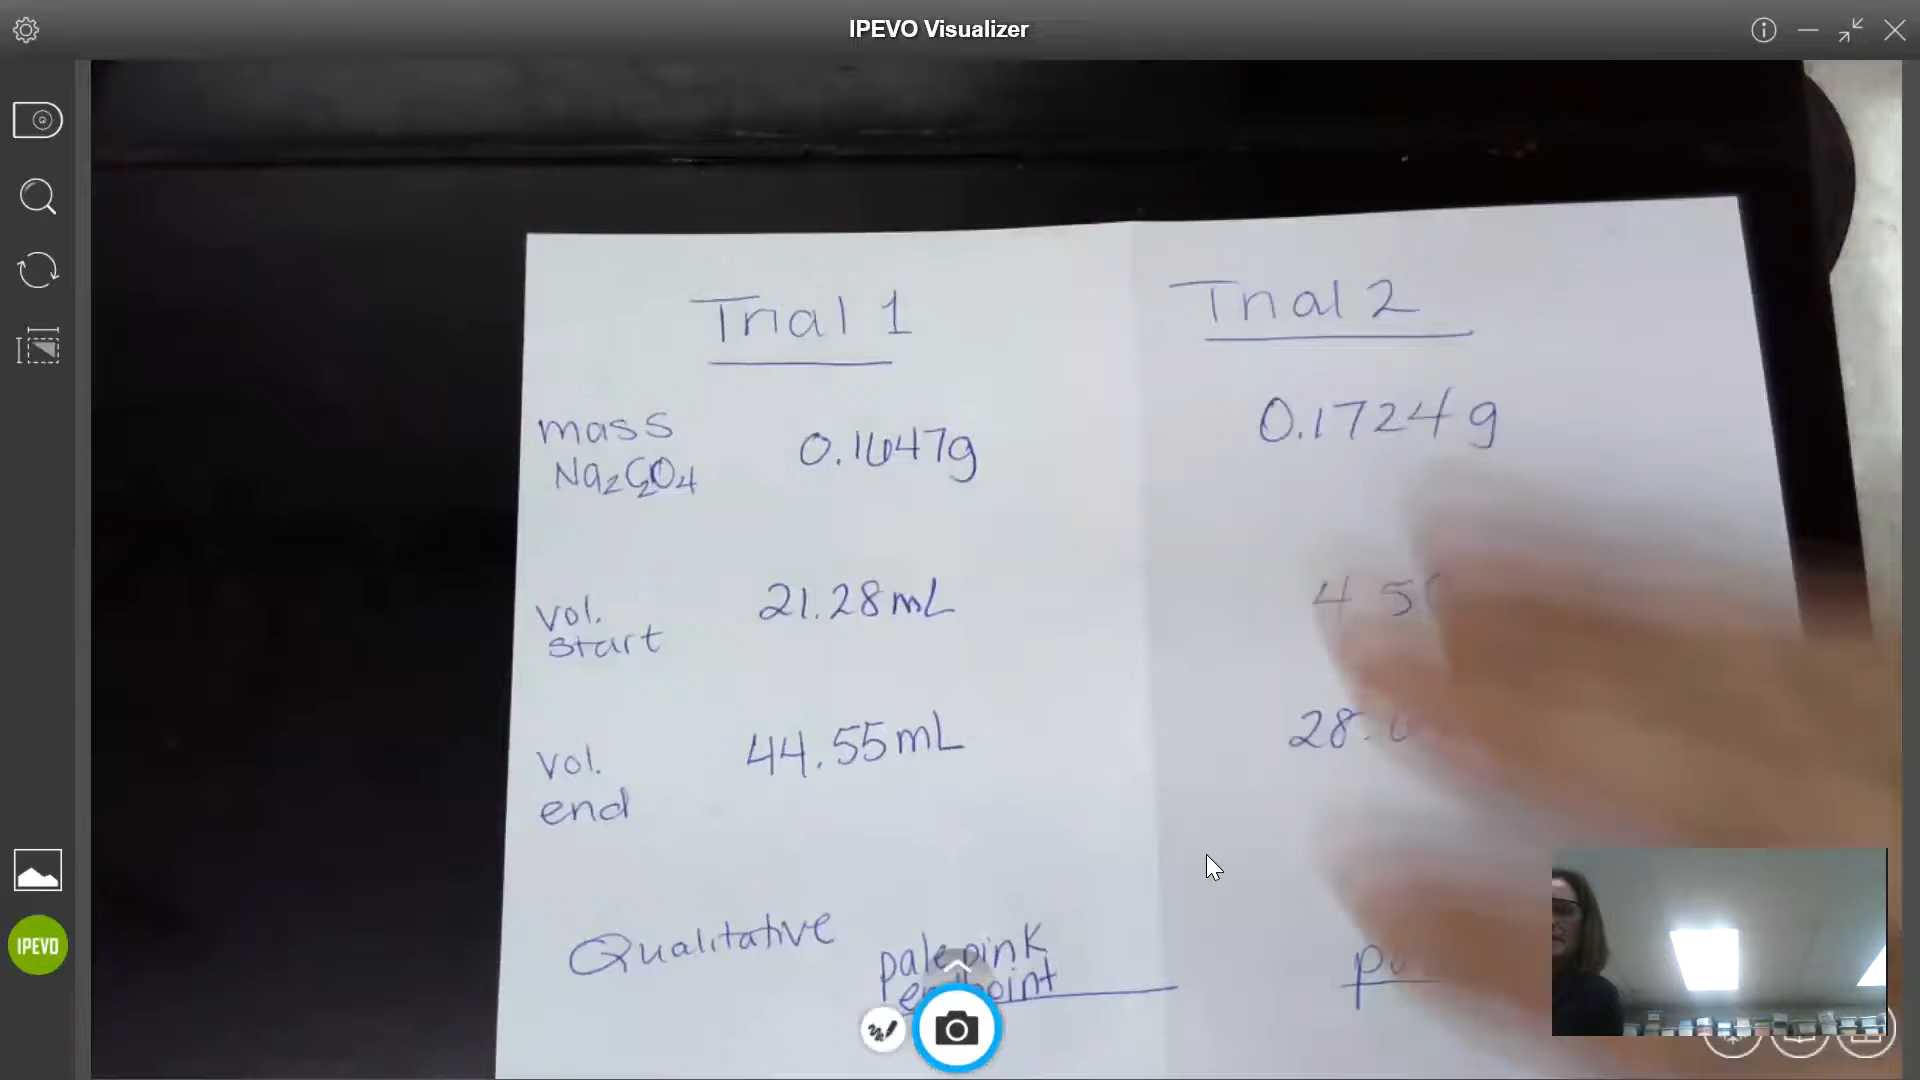 IPEVO Visualizer
Trial 1
Trial 2
mass
Na₂C₂O₄
0.1647g
0.1724g
vol.
start
21.28mL
vol.
end
44.55mL
Qualitative
pale pink
endpoint
IPEVO